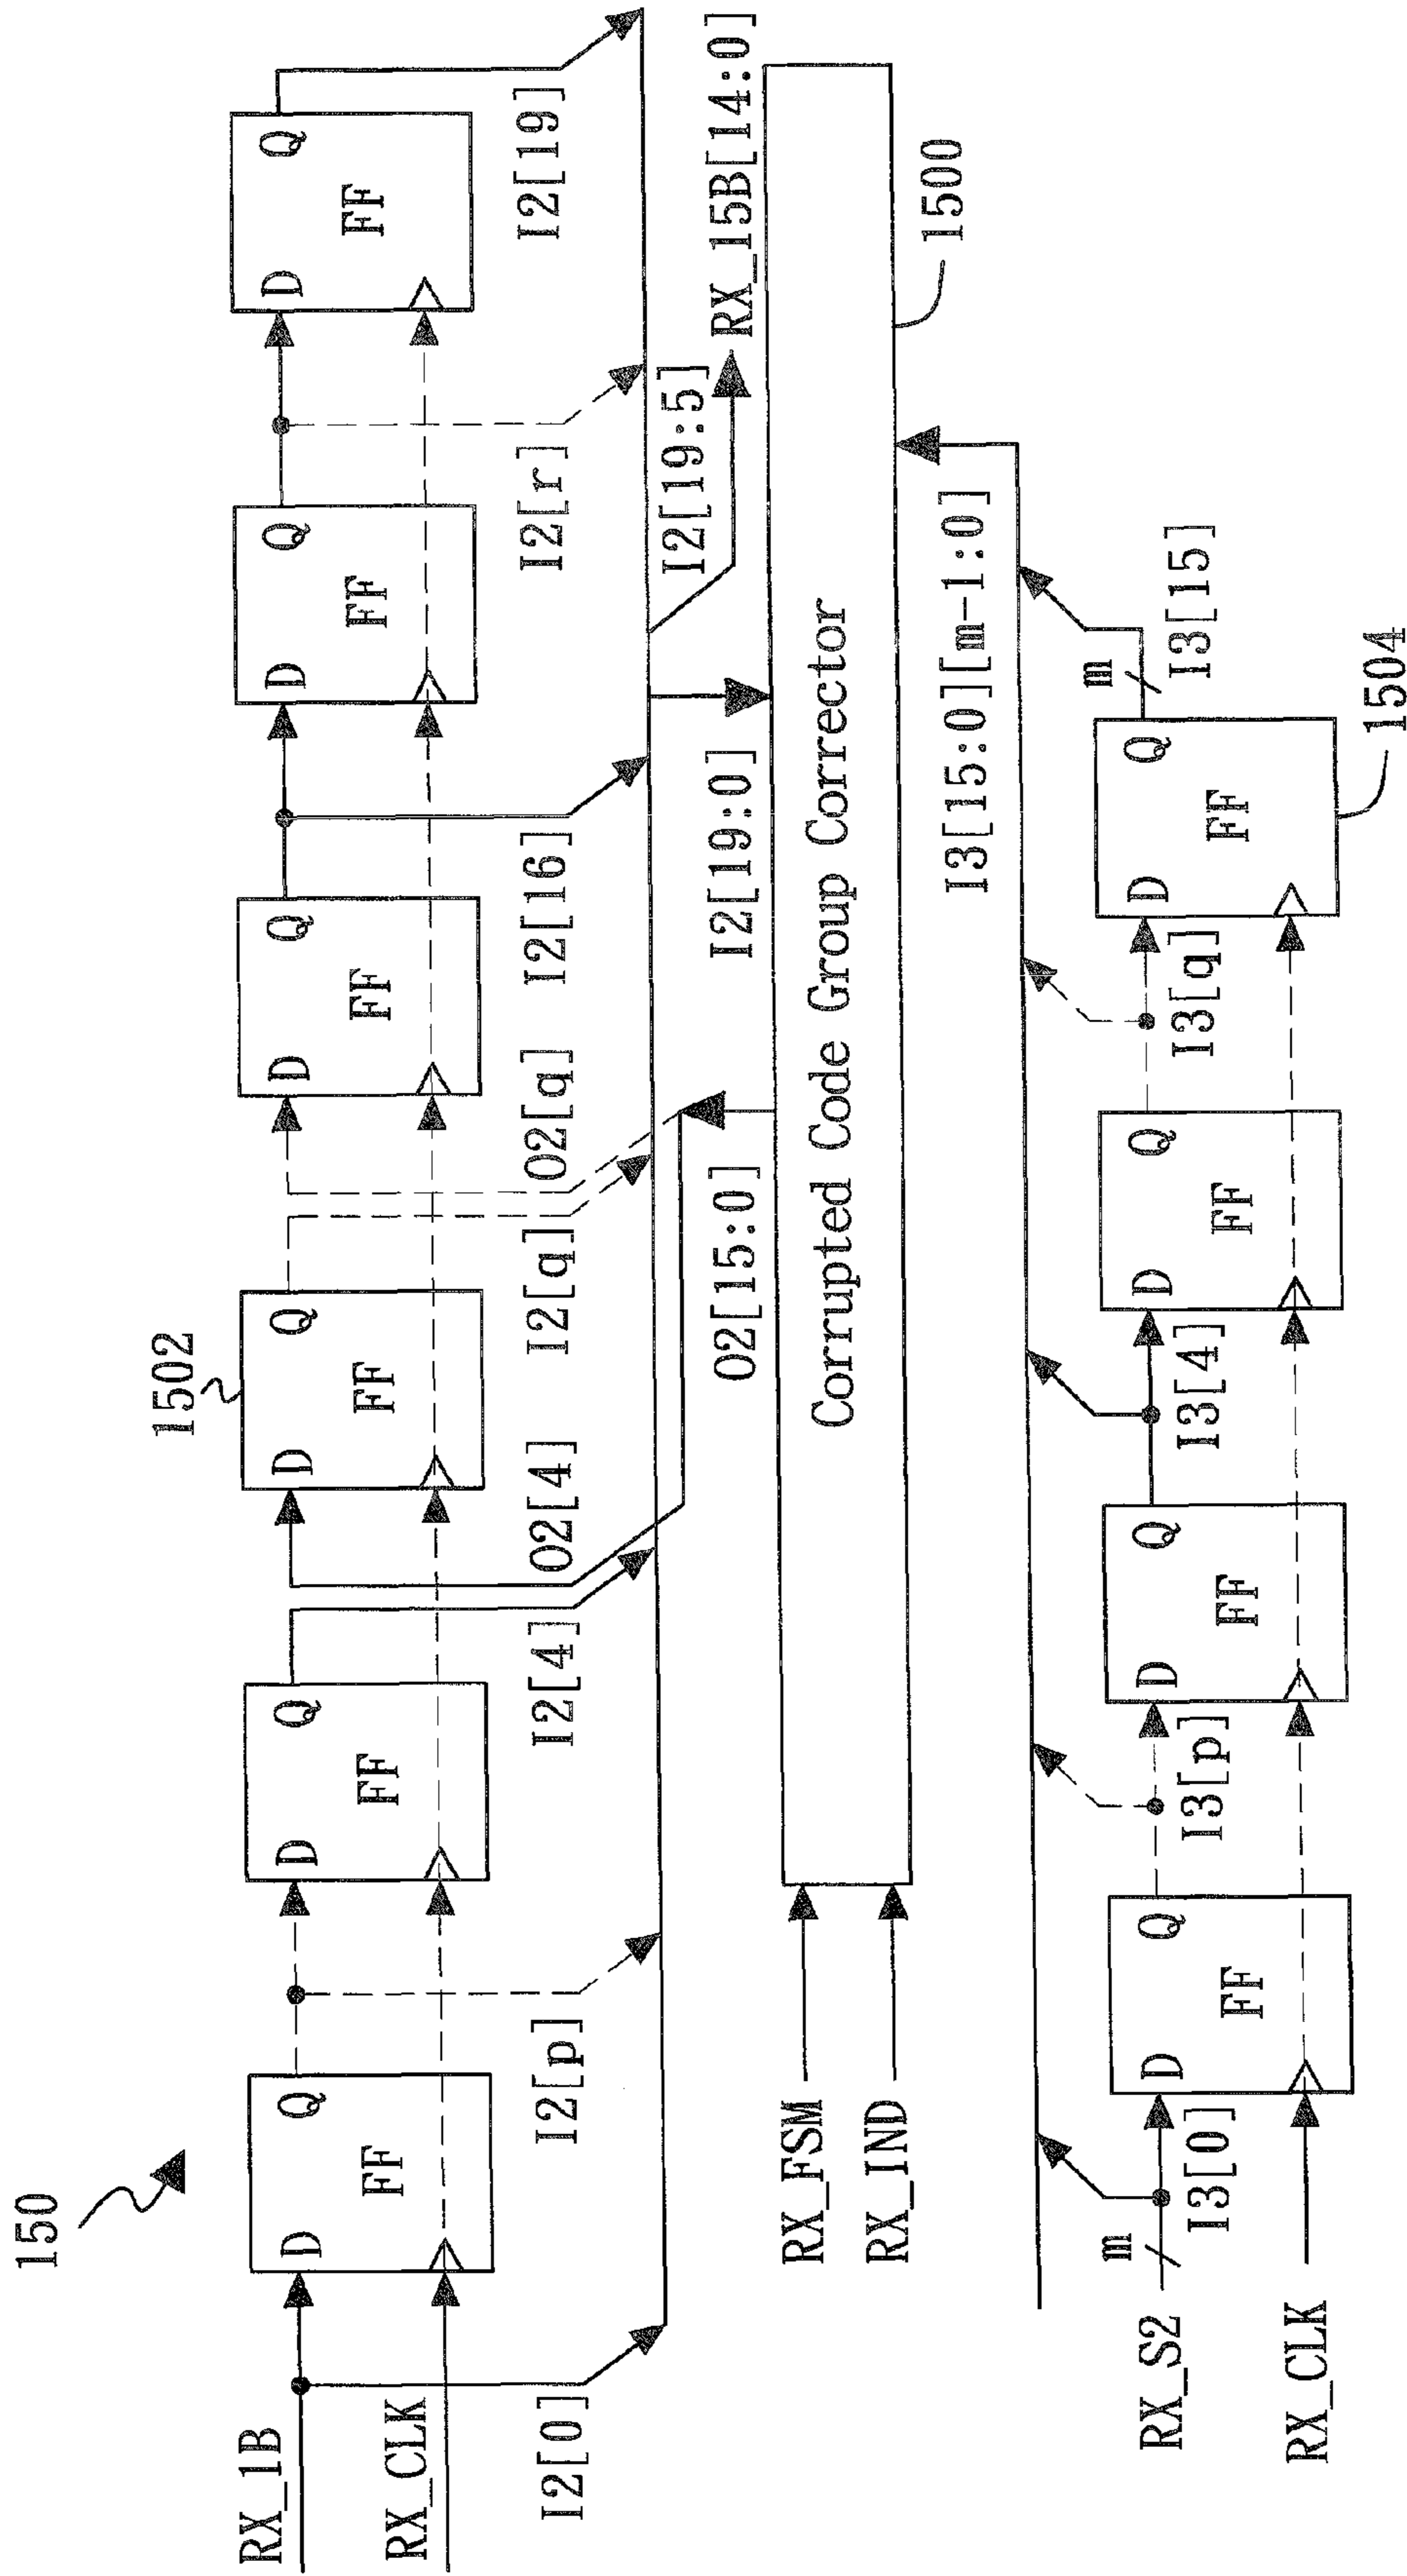 150
RX_1B
RX_CLK
I2[0]
D Q
FF
I2[p]
D Q
FF
I2[4]
O2[4]
1502
D Q
FF
I2[q]
O2[q]
D Q
FF
I2[16]
D Q
FF
I2[r]
D Q
FF
I2[19]
I2[19:5]
RX_15B[14:0]
O2[15:0]
I2[19:0]
RX_FSM
RX_IND
Corrupted Code Group Corrector
1500
I3[15:0][m-1:0]
RX_S2
m
I3[0]
RX_CLK
D Q
FF
I3[p]
D Q
FF
I3[4]
D Q
FF
I3[q]
D Q
FF
m
I3[15]
1504